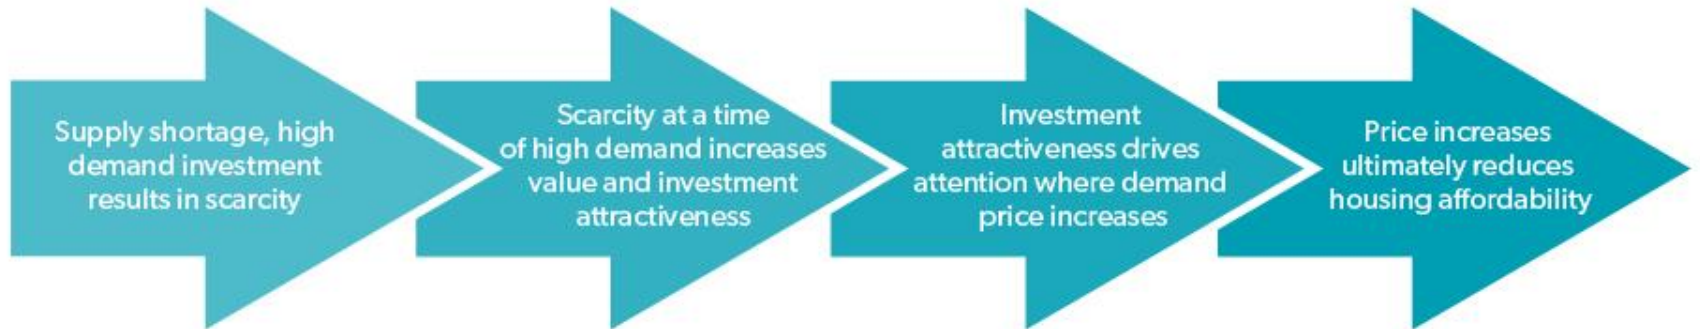 Supply shortage, high
demand investment
results in scarcity
Scarcity at a time
of high demand increases
value and investment
attractiveness
Investment
attractiveness drives
attention where demand
price increases
Price increases
ultimately reduces
housing affordability